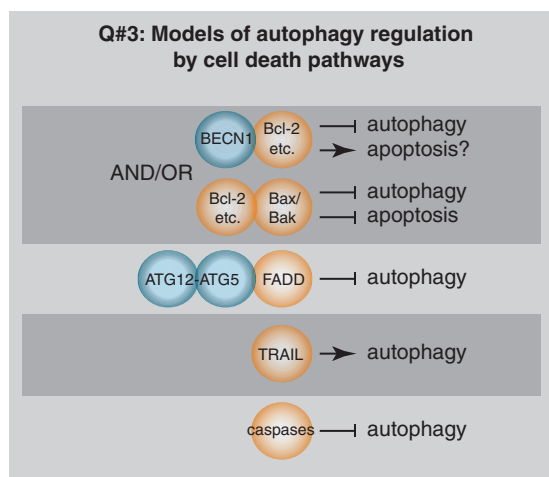 Q#3: Models of autophagy regulation
by cell death pathways
BECN1
Bcl-2
etc.
autophagy
apoptosis?
AND/OR
Bcl-2
etc.
Bax/
Bak
autophagy
apoptosis
ATG12-ATG5
FADD
autophagy
TRAIL
autophagy
caspases
autophagy